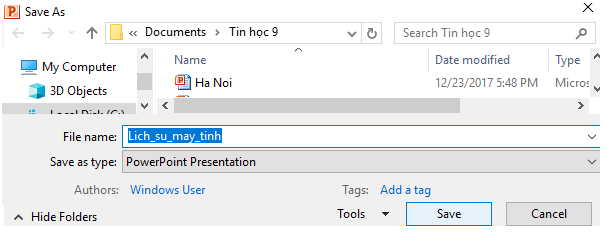 Save As
Documents > Tin học 9
Search Tin học 9
My Computer
3D Objects
Local Disk (C:)
Name
Date modified
Type
Ha Noi
12/23/2017 5:48 PM
Micros
File name: Lich_su_may_tinh
Save as type: PowerPoint Presentation
Authors: Windows User
Tags: Add a tag
Hide Folders
Tools
Save
Cancel